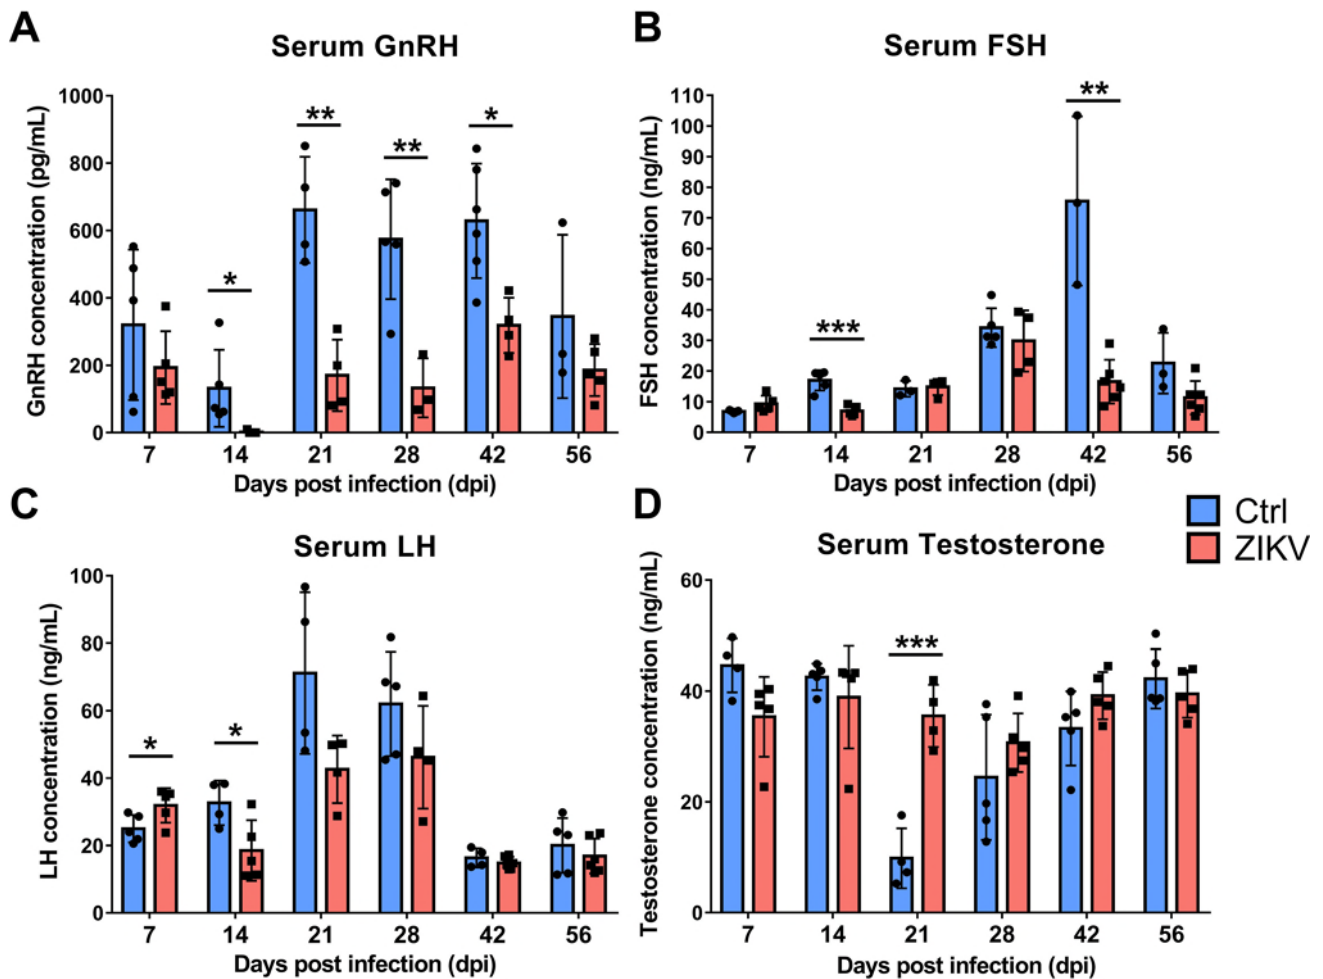 A
Serum GnRH
GnRH concentration (pg/mL)
1000
800
600
400
200
0
*
**
**
*
7 14 21 28 42 56
Days post infection (dpi)
B
Serum FSH
FSH concentration (ng/mL)
110
100
90
80
70
60
50
40
30
20
10
0
***
**
7 14 21 28 42 56
Days post infection (dpi)
C
Serum LH
LH concentration (ng/mL)
100
80
60
40
20
0
*
*
7 14 21 28 42 56
Days post infection (dpi)
D
Serum Testosterone
Testosterone concentration (ng/mL)
60
40
20
0
***
7 14 21 28 42 56
Days post infection (dpi)
Ctrl
ZIKV